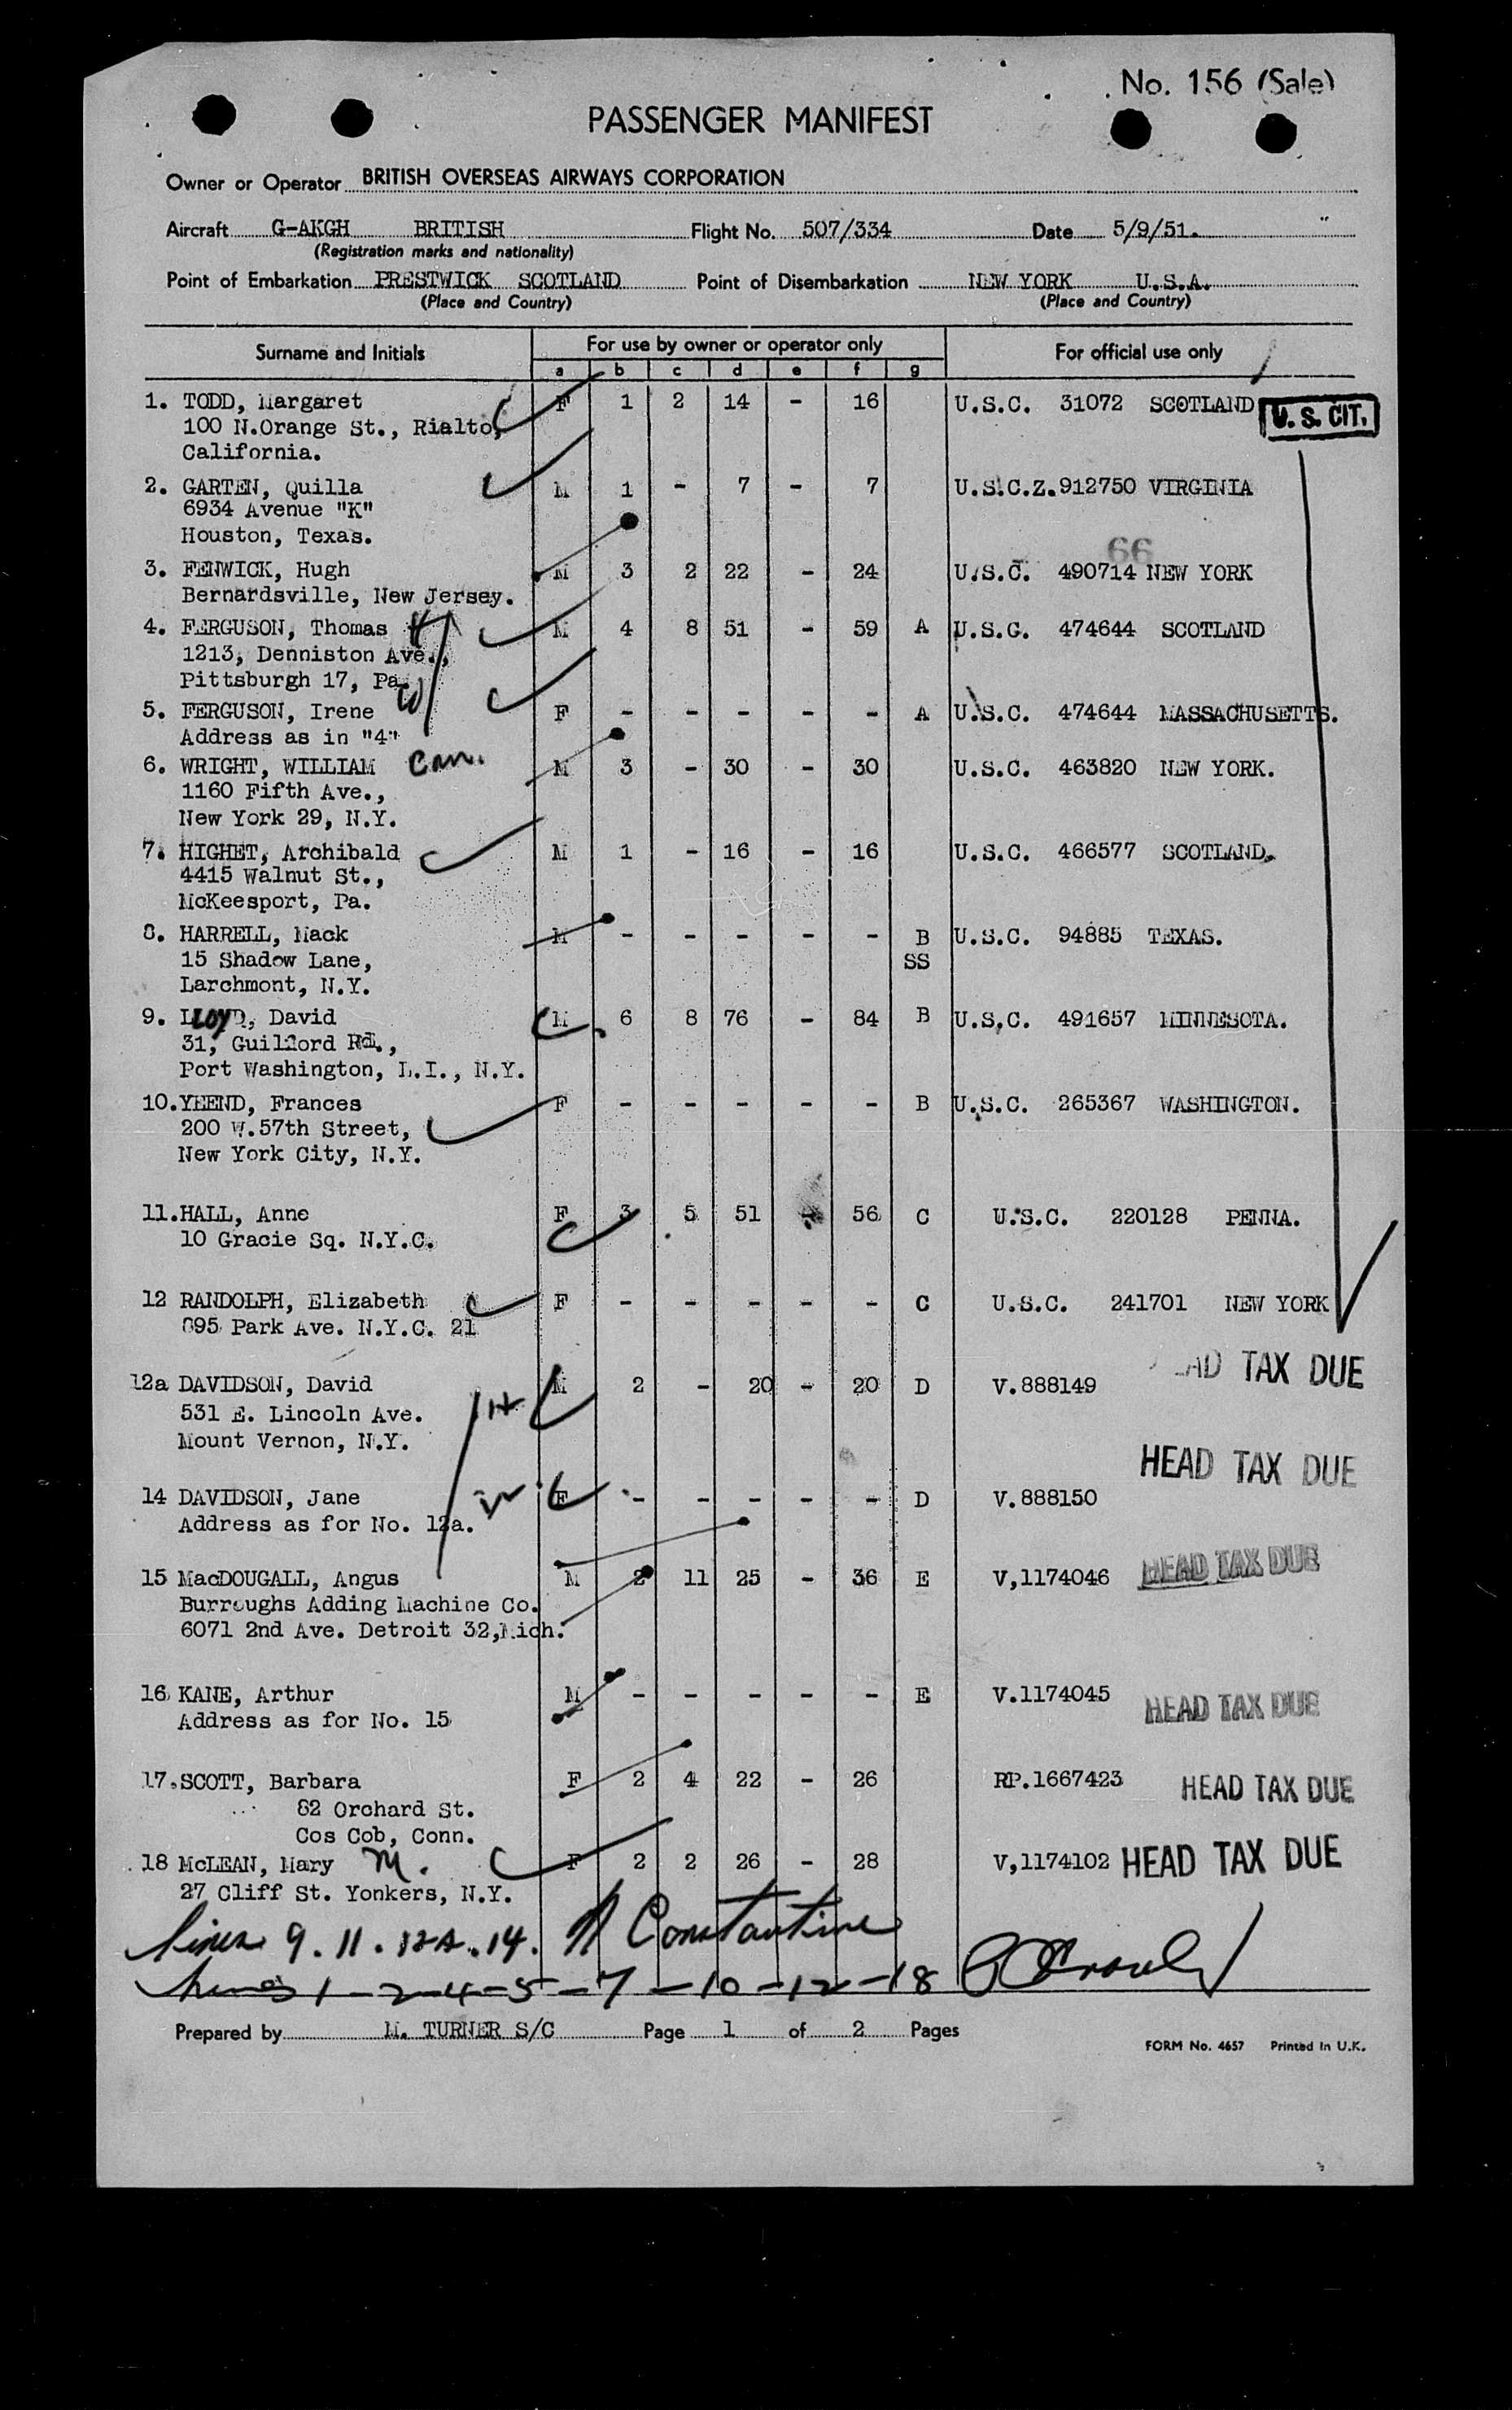 No. 156 (Sale)
PASSENGER MANIFEST
Owner or Operator BRITISH OVERSEAS AIRWAYS CORPORATION
Aircraft G-AKGH BRITISH Flight No. 507/334 Date 5/9/51.
(Registration marks and nationality)
Point of Embarkation PRESTWICK SCOTLAND Point of Disembarkation NEW YORK U.S.A.
(Place and Country) (Place and Country)
Surname and Initials For use by owner or operator only For official use only
a b c d e f g
1. TODD, Margaret F 1 2 14 - 16 U.S.C. 31072 SCOTLAND U.S. CIT.
100 N.Orange St., Rialto,
California.
2. GARTEN, Quilla M 1 - 7 - 7 U.S.C.Z.912750 VIRGINIA
6934 Avenue "K"
Houston, Texas.
66
3. FENWICK, Hugh M 3 2 22 - 24 U.S.C. 490714 NEW YORK
Bernardsville, New Jersey.
4. FERGUSON, Thomas H M 4 8 51 - 59 A U.S.G. 474644 SCOTLAND
1213, Denniston Ave.,
Pittsburgh 17, Pa. W
5. FERGUSON, Irene F - - - - - A U.S.C. 474644 MASSACHUSETTS.
Address as in "4"
6. WRIGHT, WILLIAM Can. M 3 - 30 - 30 U.S.C. 463820 NEW YORK.
1160 Fifth Ave.,
New York 29, N.Y.
7. HIGHET, Archibald M 1 - 16 - 16 U.S.C. 466577 SCOTLAND.
4415 Walnut St.,
McKeesport, Pa.
8. HARRELL, Mack M - - - - - B U.S.C. 94885 TEXAS.
15 Shadow Lane, SS
Larchmont, N.Y.
9. LLOYD, David M 6 8 76 - 84 B U.S.C. 491657 MINNESOTA.
31, Guilford Rd.,
Port Washington, L.I., N.Y.
10.YEEND, Frances F - - - - - B U.S.C. 265367 WASHINGTON.
200 W.57th Street,
New York City, N.Y.
11.HALL, Anne F 3 5 51 - 56 C U.S.C. 220128 PENNA.
10 Gracie Sq. N.Y.C.
12 RANDOLPH, Elizabeth F - - - - - C U.S.C. 241701 NEW YORK
895 Park Ave. N.Y.C. 21
12a DAVIDSON, David H M 2 - 20 - 20 D V.888149 HEAD TAX DUE
531 E. Lincoln Ave.
Mount Vernon, N.Y.
14 DAVIDSON, Jane W F - - - - - D V.888150 HEAD TAX DUE
Address as for No. 12a.
15 MacDOUGALL, Angus M 2 11 25 - 36 E V,1174046 HEAD TAX DUE
Burroughs Adding Machine Co.
6071 2nd Ave. Detroit 32,Mich.
16 KANE, Arthur M - - - - - E V.1174045 HEAD TAX DUE
Address as for No. 15
17.SCOTT, Barbara F 2 4 22 - 26 RP.1667423 HEAD TAX DUE
82 Orchard St.
Cos Cob, Conn.
18 McLEAN, Mary M. F 2 2 26 - 28 V,1174102 HEAD TAX DUE
27 Cliff St. Yonkers, N.Y.
Lines 9. 11. 12A. 14. N Constantine
Lines 1-2-4-5-7-10-12-18
Prepared by M. TURNER S/C Page 1 of 2 Pages
FORM No. 4657 Printed in U.K.